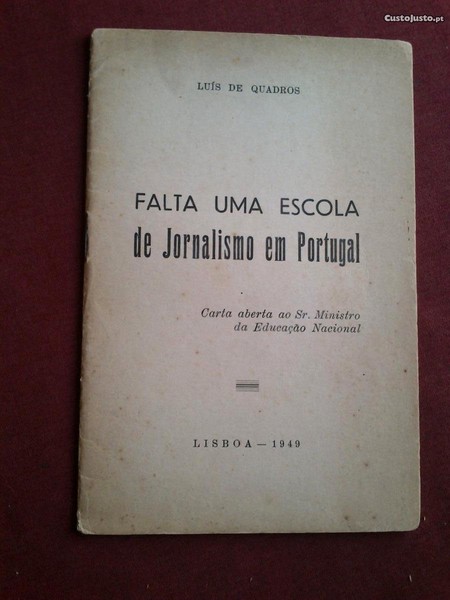 CustoJusto.pt
LUÍS DE QUADROS
FALTA UMA ESCOLA
de Jornalismo em Portugal
Carta aberta ao Sr. Ministro
da Educação Nacional
LISBOA — 1949